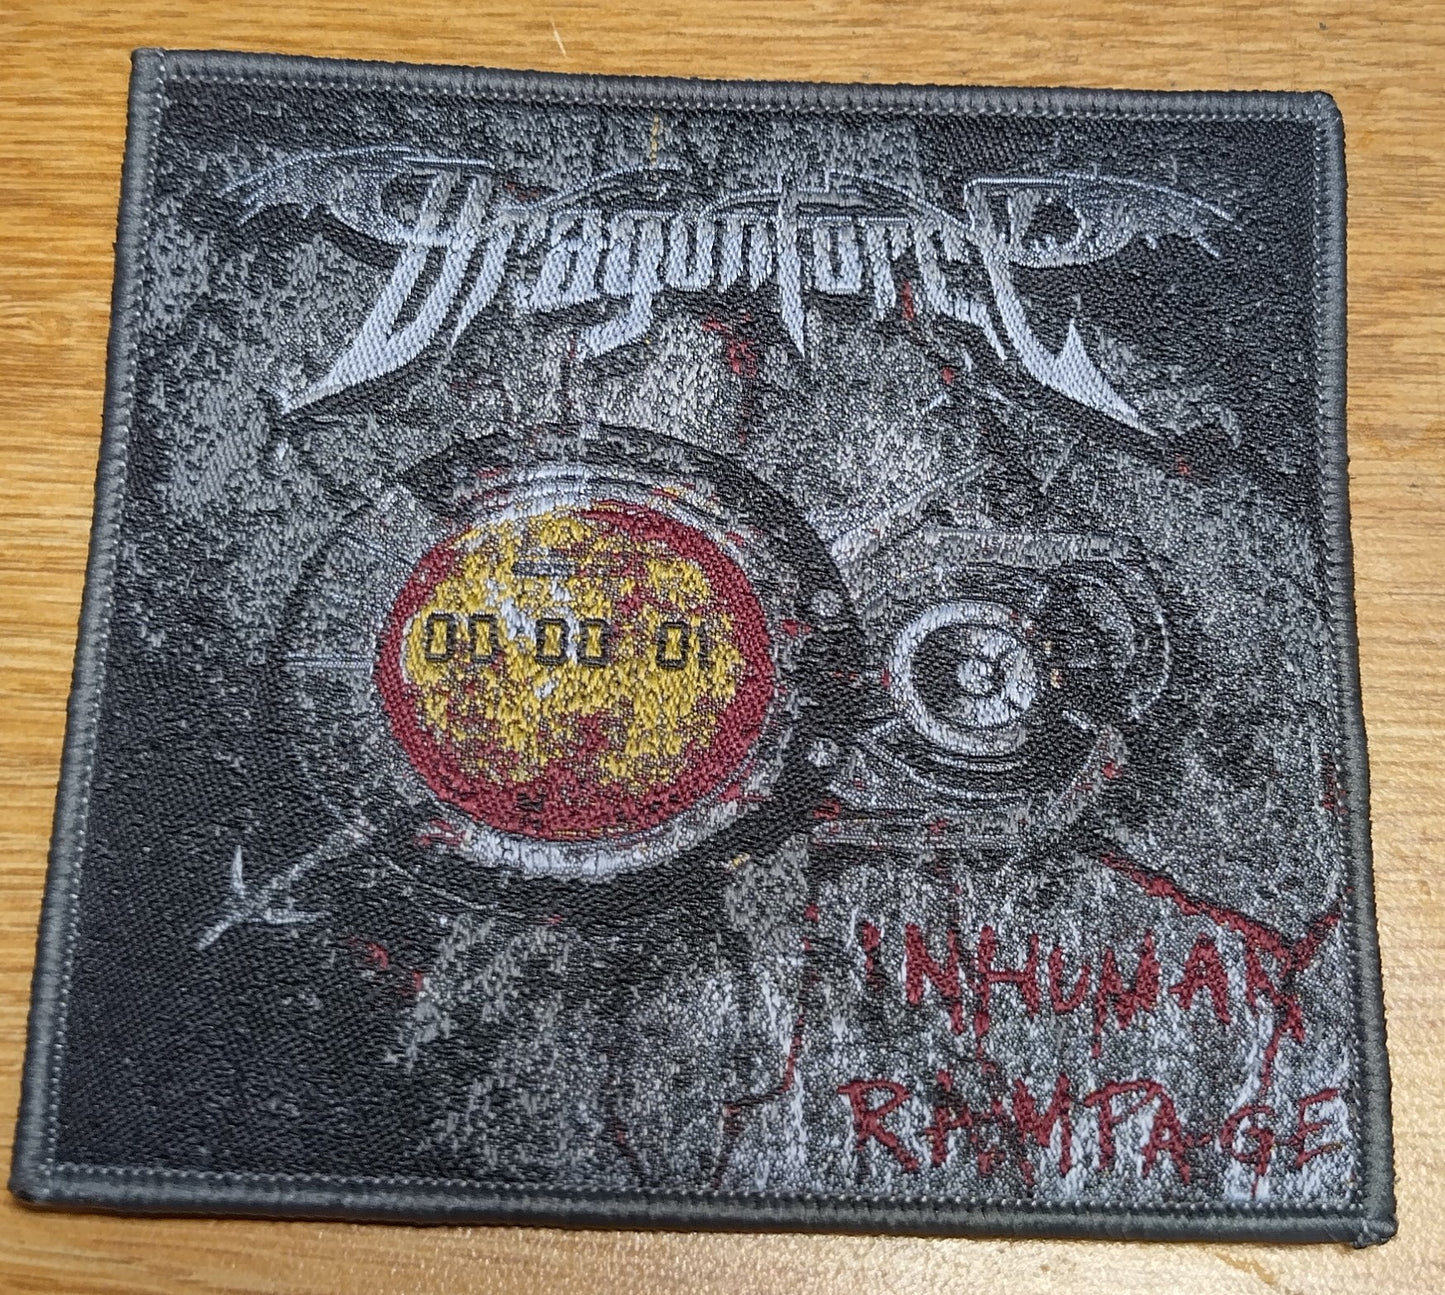 DragonForce
00 00 01
INHUMAN
RAMPAGE